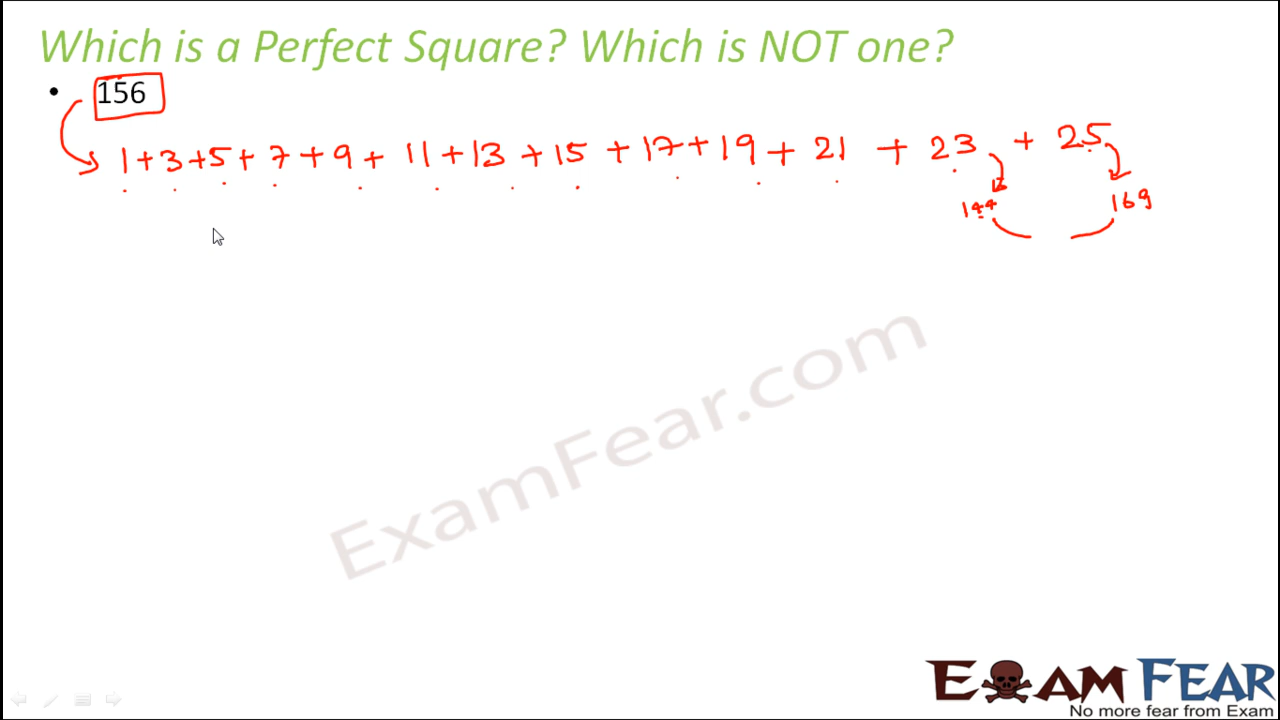 Which is a Perfect Square? Which is NOT one?
• 156
1 + 3 + 5 + 7 + 9 + 11 + 13 + 15 + 17 + 19 + 21 + 23 + 25
144 169
ExamFear.com
EXAM FEAR
No more fear from Exam